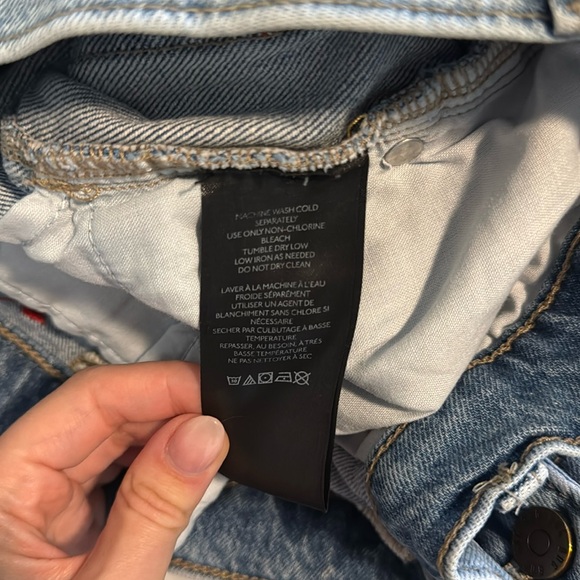 MACHINE WASH COLD
SEPARATELY
USE ONLY NON-CHLORINE
BLEACH
TUMBLE DRY LOW
LOW IRON AS NEEDED
DO NOT DRY CLEAN
LAVER À LA MACHINE À L'EAU
FROIDE SÉPARÉMENT
UTILISER UN AGENT DE
BLANCHIMENT SANS CHLORE SI
NÉCESSAIRE
SECHER PAR CULBUTAGE À BASSE
TEMPERATURE
REPASSER, AU BESOIN, À TRÈS
BASSE TEMPÉRATURE
NE PAS NETTOYER À SEC